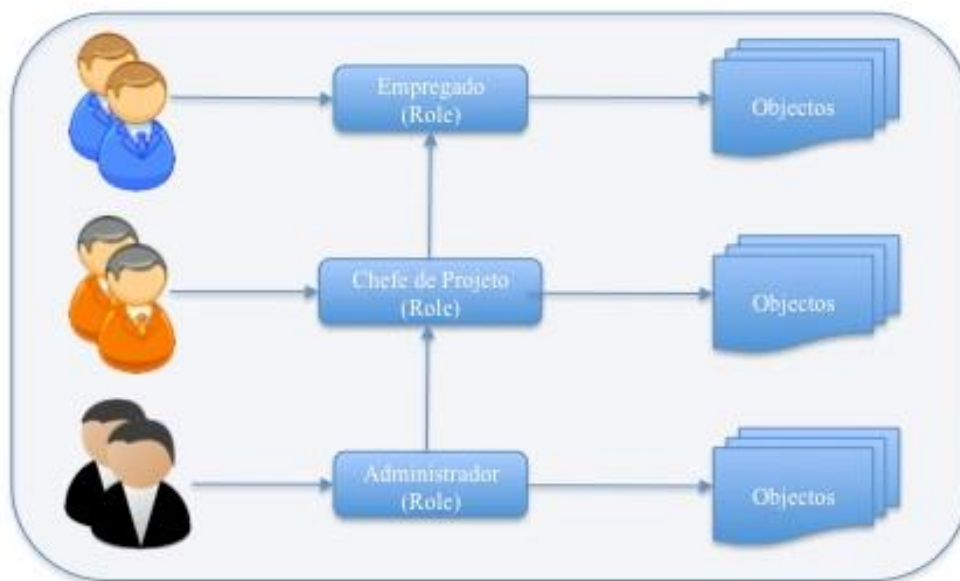 Empregado
(Role)
Objectos
Chefe de Projeto
(Role)
Objectos
Administrador
(Role)
Objectos